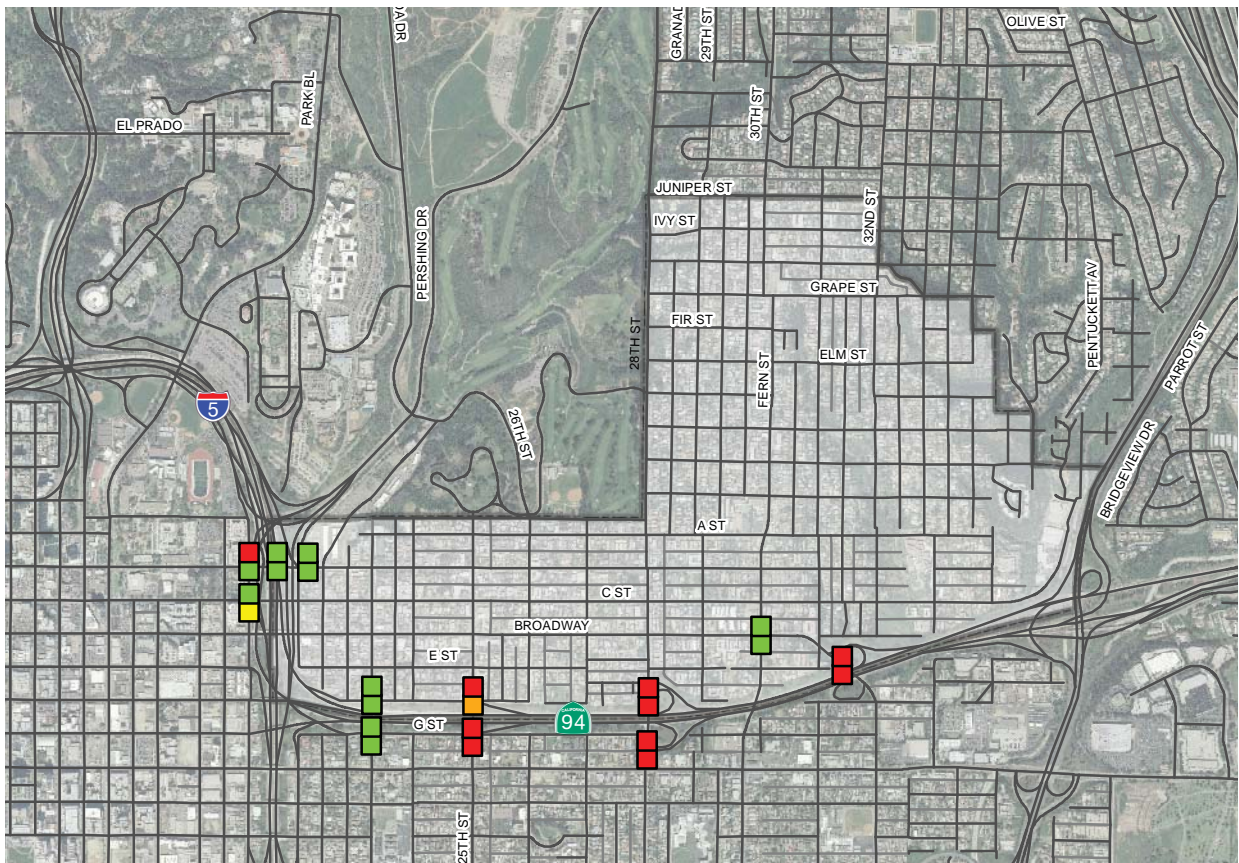 OLIVE ST
29TH ST
PARK BL
30TH ST
EL PRADO
JUNIPER ST
IVY ST
32ND ST
PERSHING DR
GRAPE ST
PENTUCKETT AV
FIR ST
28TH ST
ELM ST
PARROT ST
FERN ST
5
26TH ST
BRIDGEVIEW DR
A ST
C ST
BROADWAY
E ST
CALIFORNIA
94
G ST
25TH ST